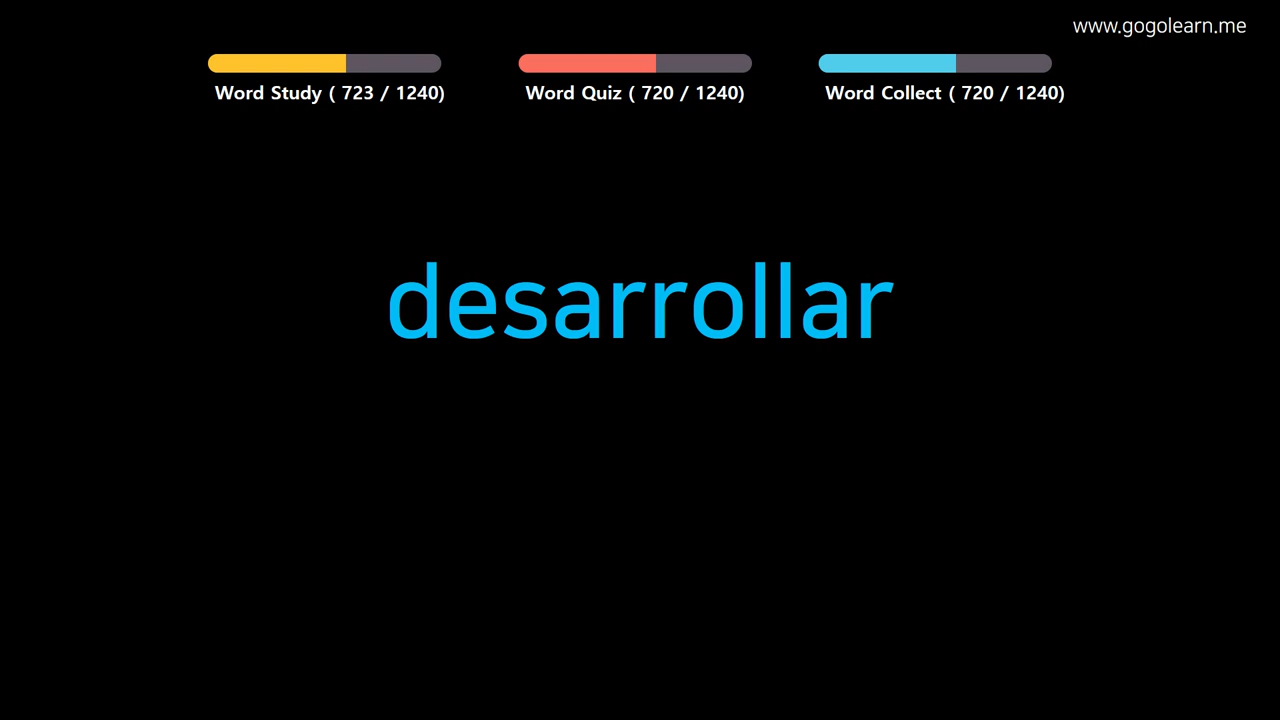 www.gogolearn.me
Word Study ( 723 / 1240)
Word Quiz ( 720 / 1240)
Word Collect ( 720 / 1240)
desarrollar